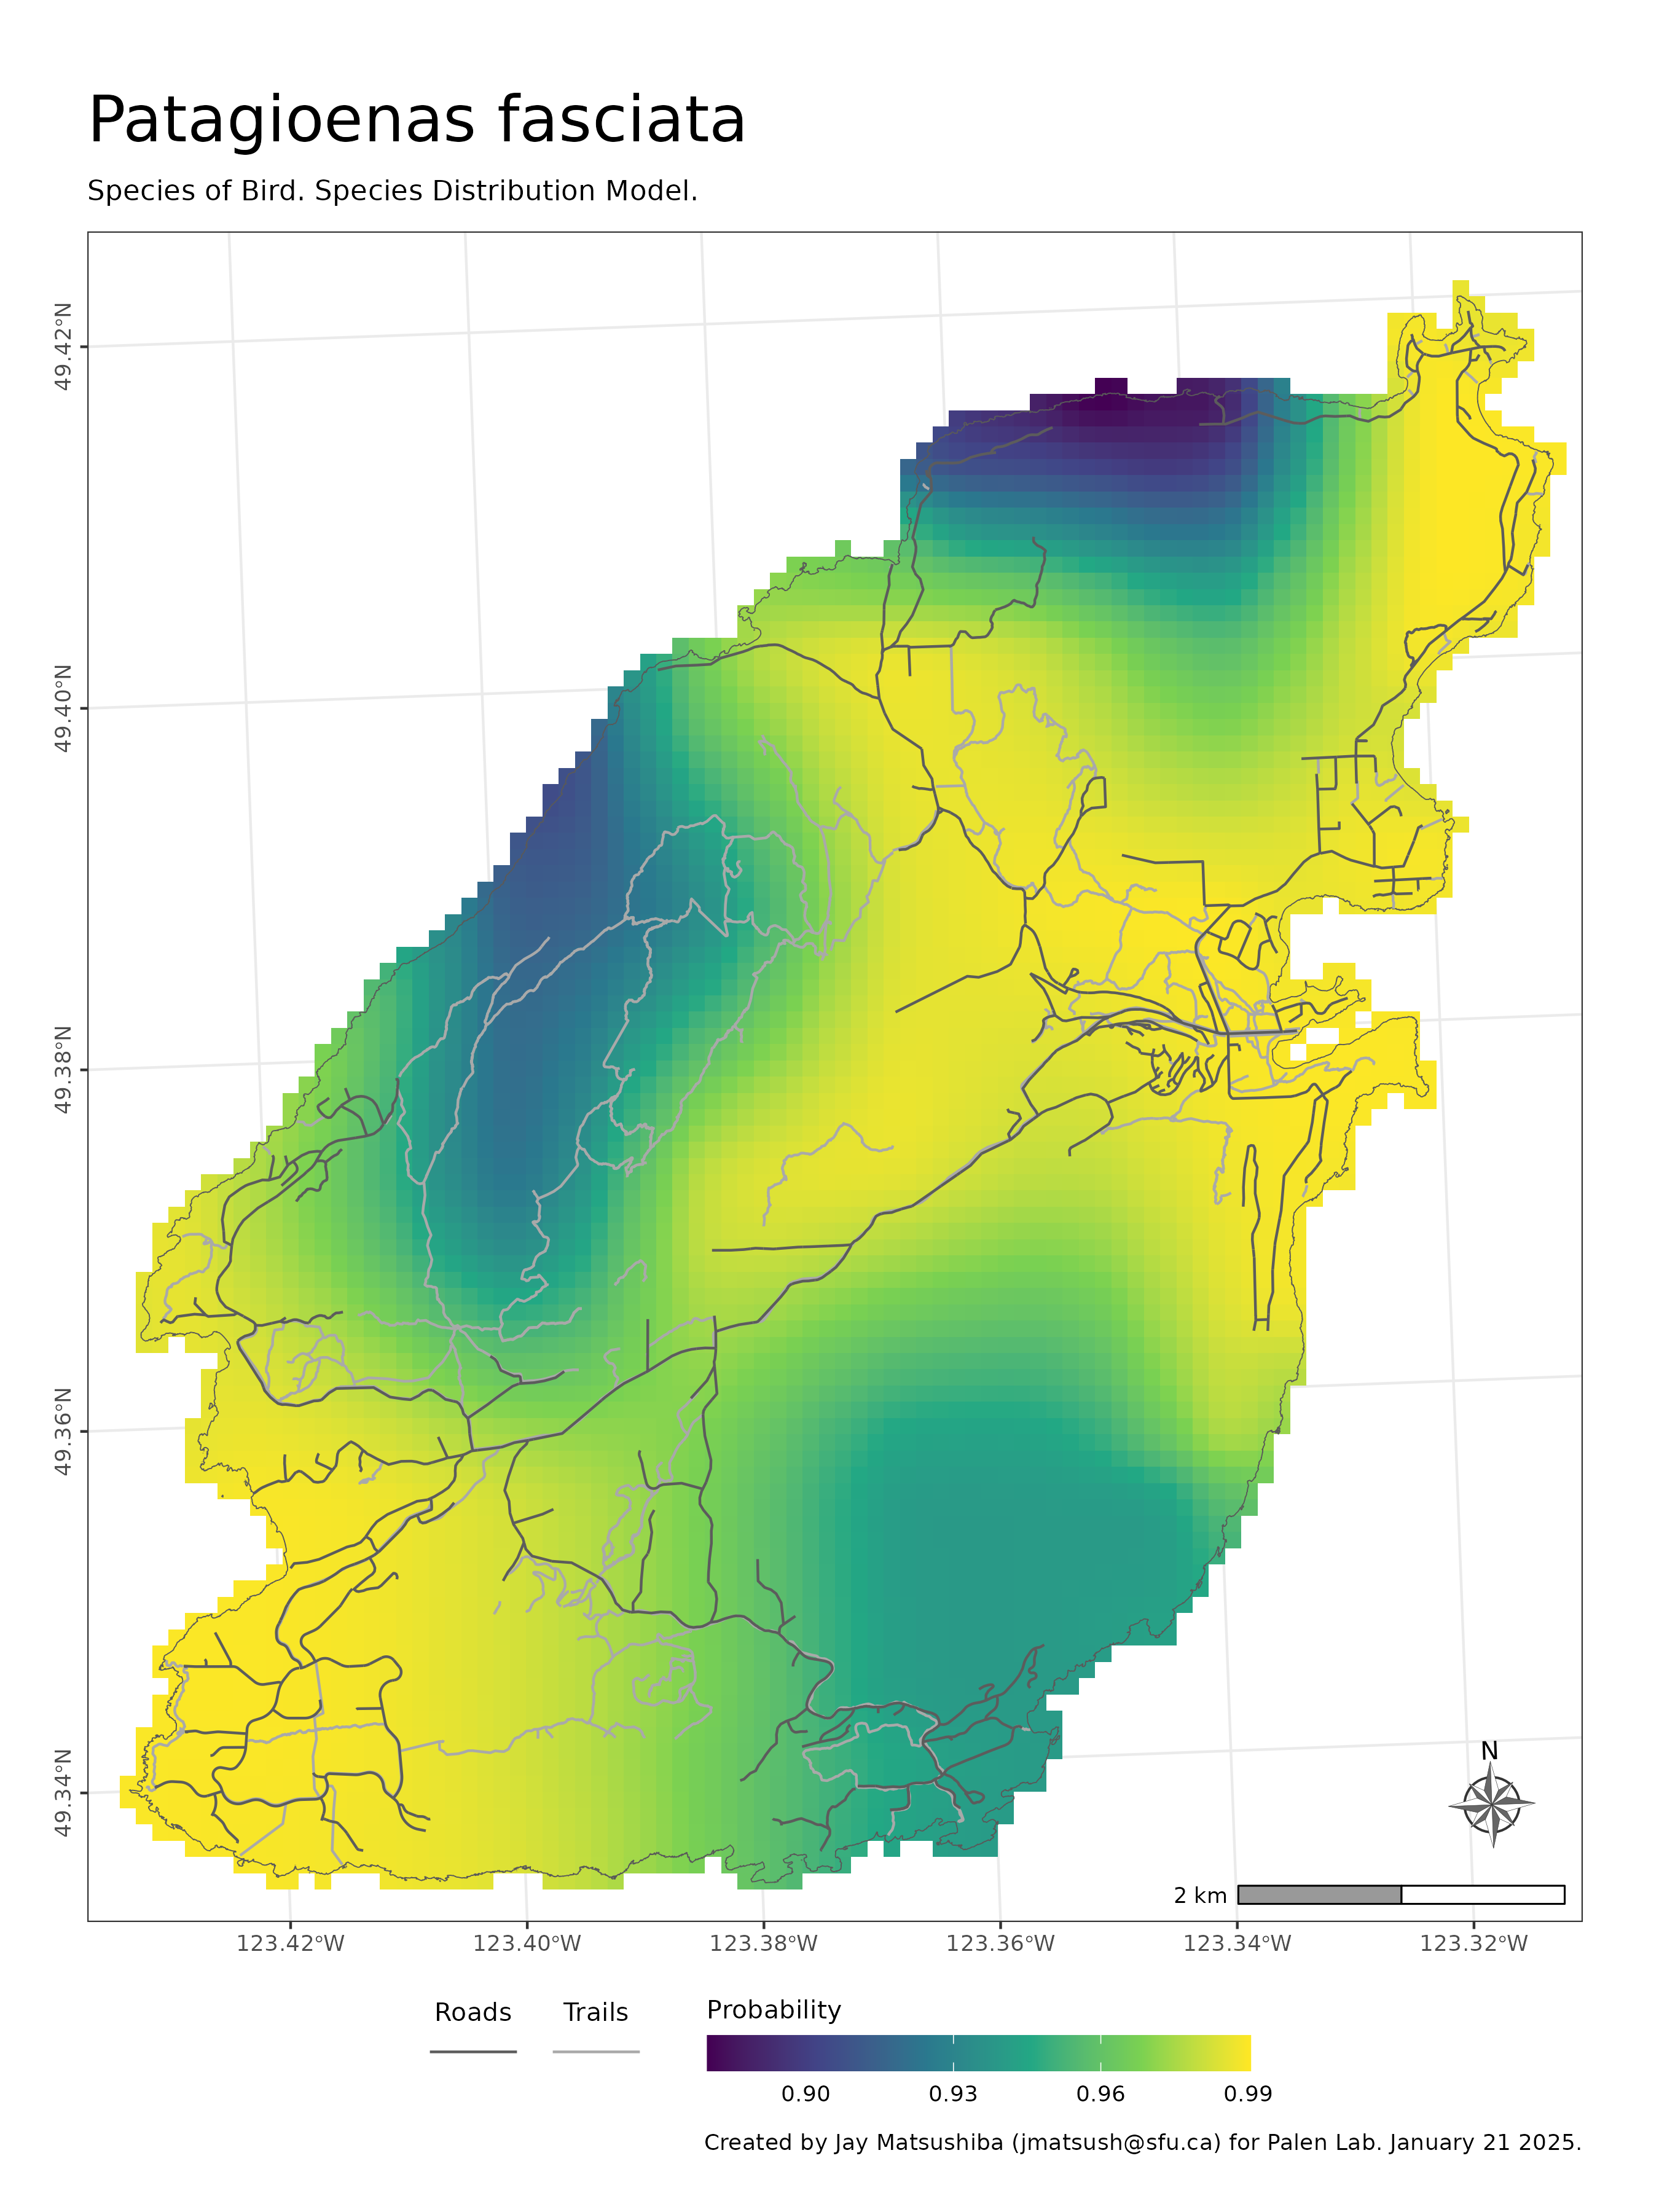 Patagioenas fasciata
Species of Bird. Species Distribution Model.
49.42°N
49.40°N
49.38°N
49.36°N
49.34°N
N
2 km
123.42°W 123.40°W 123.38°W 123.36°W 123.34°W 123.32°W
Roads Trails Probability
0.90 0.93 0.96 0.99
Created by Jay Matsushiba (jmatsush@sfu.ca) for Palen Lab. January 21 2025.